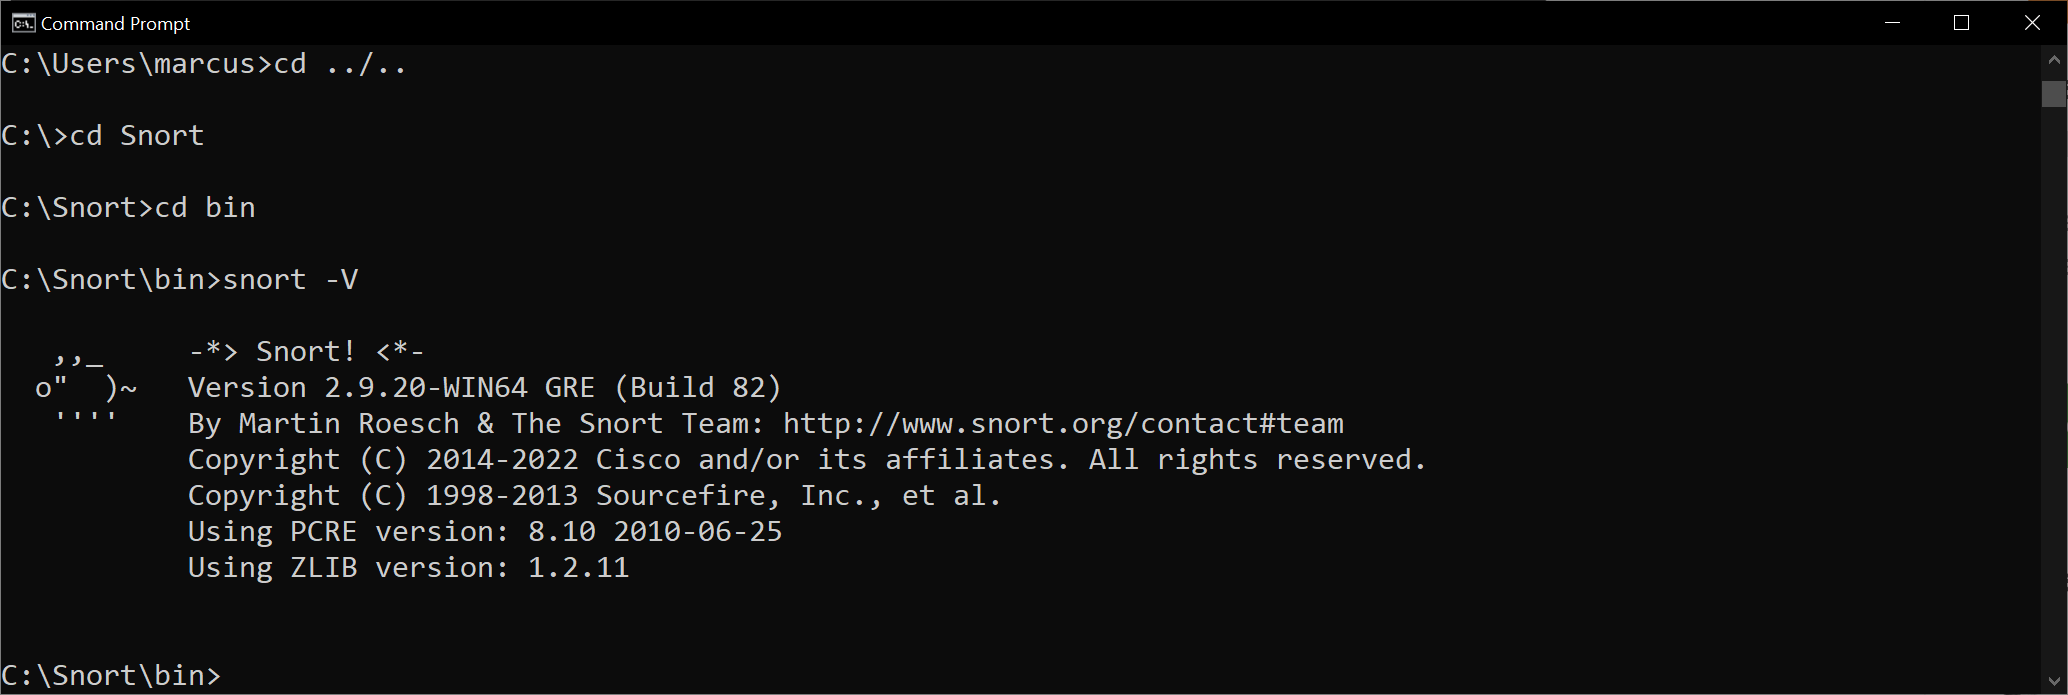 Command Prompt
C:\Users\marcus>cd ../..
C:\>cd Snort
C:\Snort>cd bin
C:\Snort\bin>snort -V
   ,,_     -*> Snort! <*-
  o"  )~   Version 2.9.20-WIN64 GRE (Build 82)
   ''''    By Martin Roesch & The Snort Team: http://www.snort.org/contact#team
           Copyright (C) 2014-2022 Cisco and/or its affiliates. All rights reserved.
           Copyright (C) 1998-2013 Sourcefire, Inc., et al.
           Using PCRE version: 8.10 2010-06-25
           Using ZLIB version: 1.2.11
C:\Snort\bin>